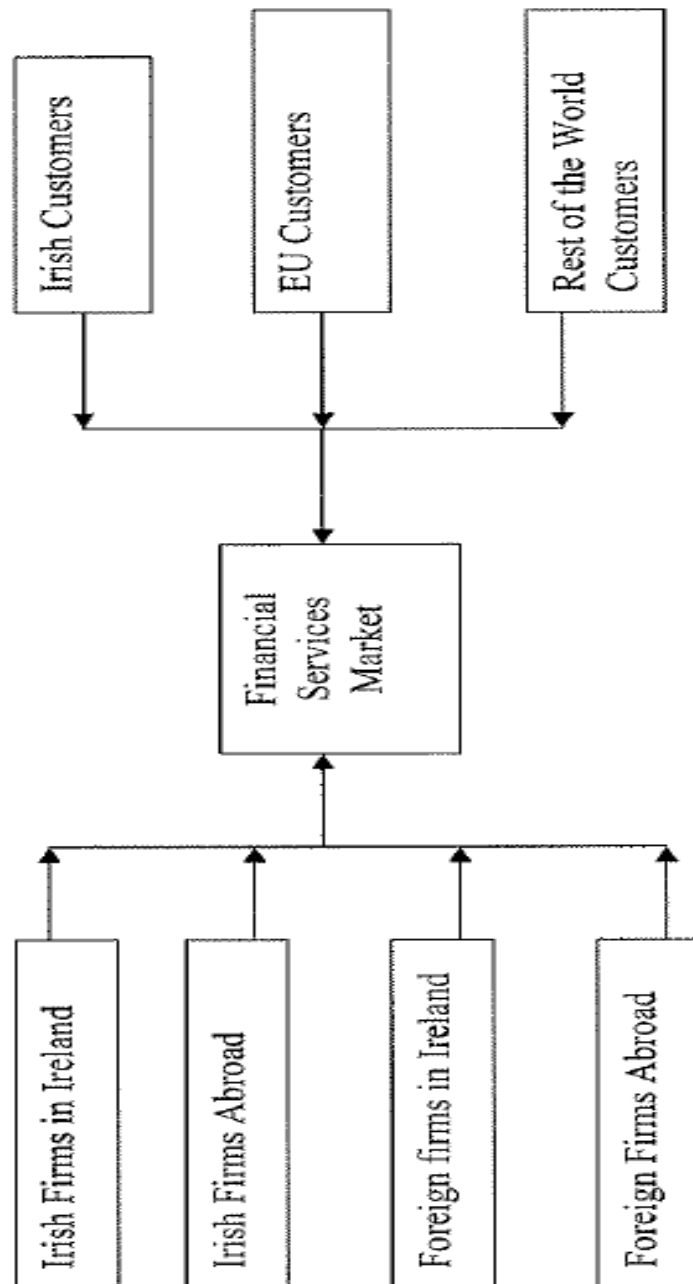 Irish Firms in Ireland
Irish Firms Abroad
Foreign firms in Ireland
Foreign Firms Abroad
Financial
Services
Market
Irish Customers
EU Customers
Rest of the World
Customers